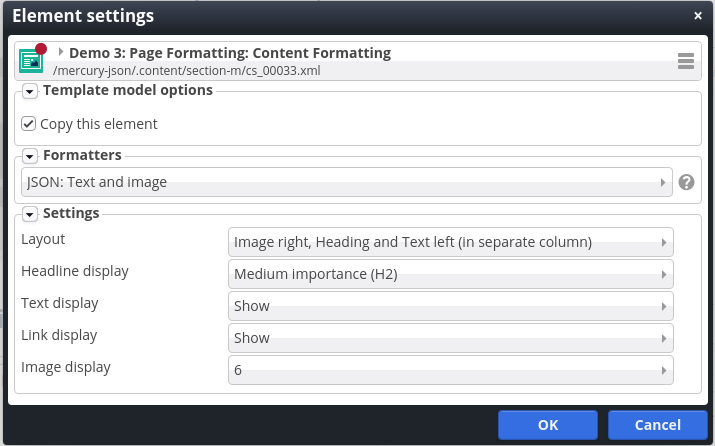 Element settings
×
Demo 3: Page Formatting: Content Formatting
/mercury-json/.content/section-m/cs_00033.xml
Template model options
Copy this element
Formatters
JSON: Text and image
?
Settings
Layout Image right, Heading and Text left (in separate column)
Headline display Medium importance (H2)
Text display Show
Link display Show
Image display 6
OK Cancel